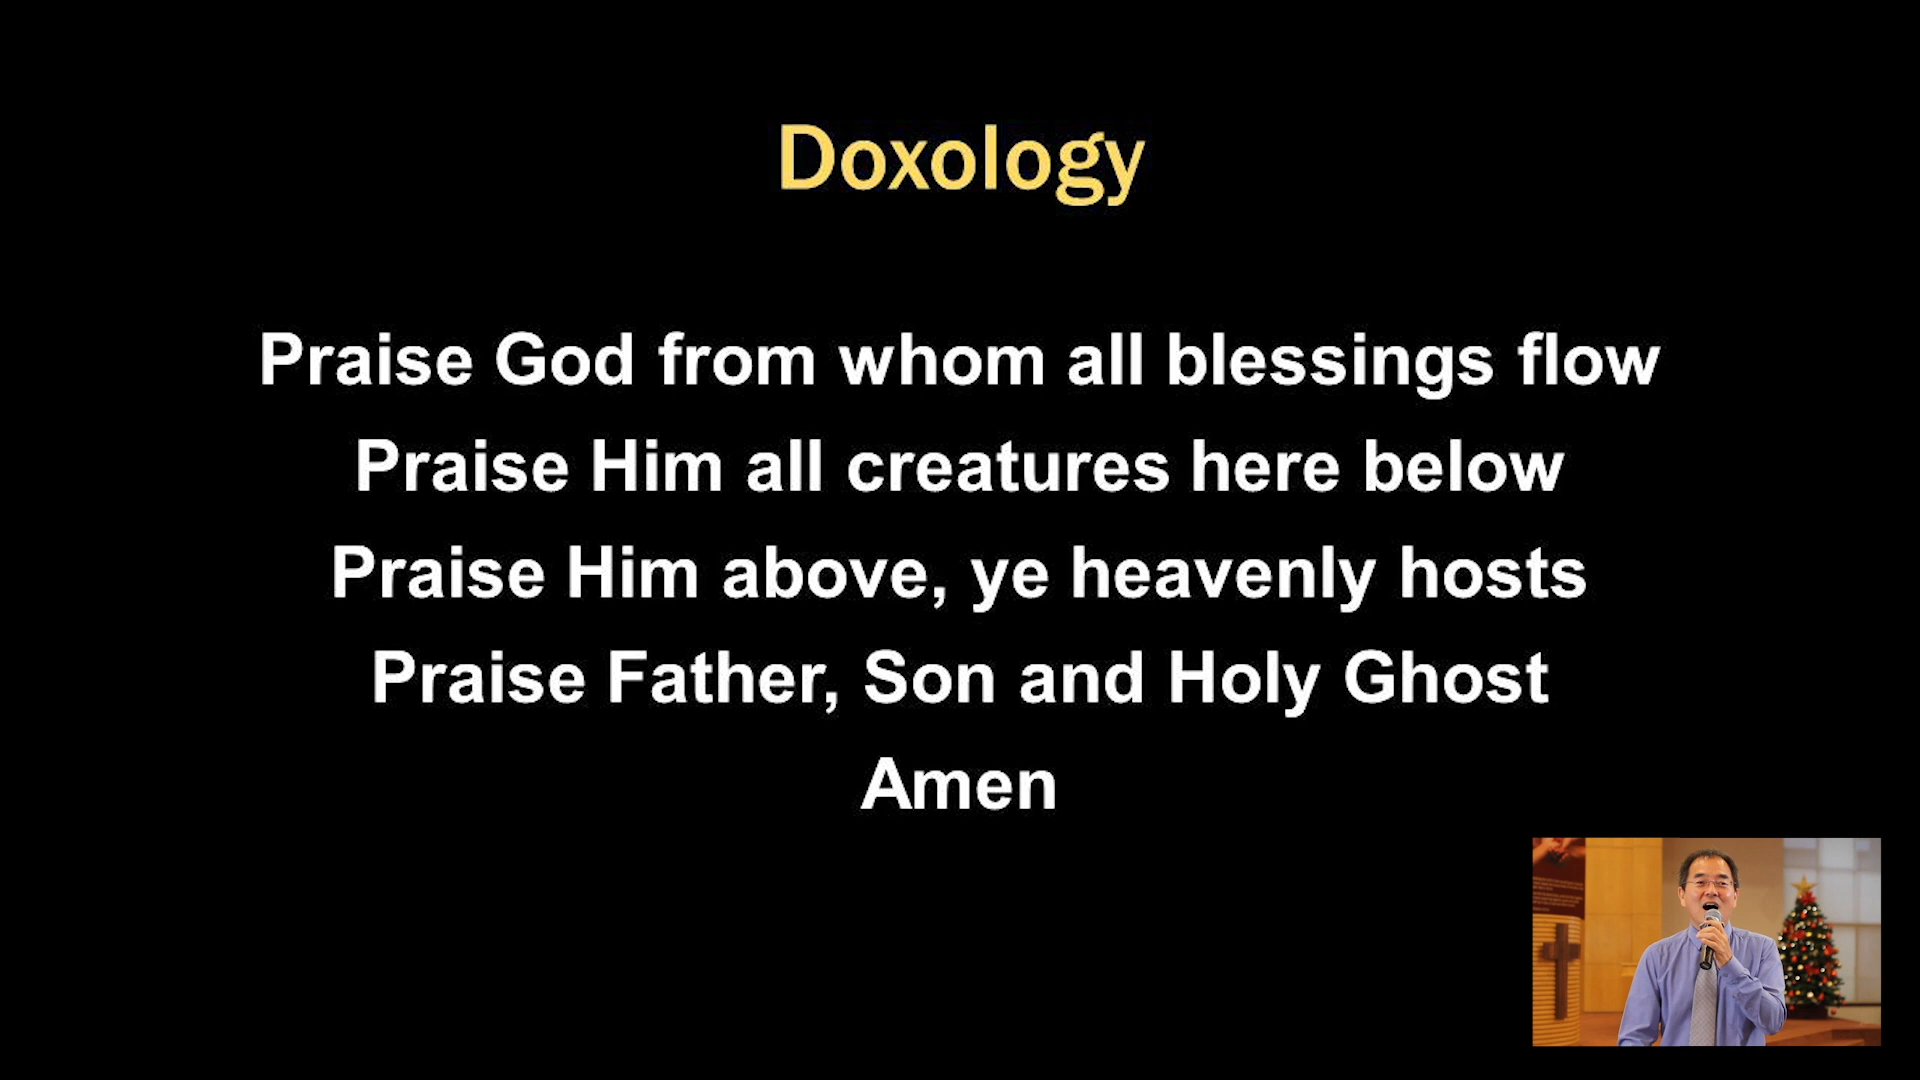 Doxology
Praise God from whom all blessings flow
Praise Him all creatures here below
Praise Him above, ye heavenly hosts
Praise Father, Son and Holy Ghost
Amen